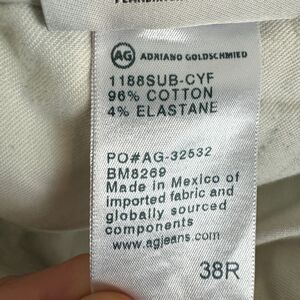 AG ADRIANO GOLDSCHMIED
1188SUB-CYF
96% COTTON
4% ELASTANE
PO#AG-32532
BM8269
Made in Mexico of
imported fabric and
globally sourced
components
www.agjeans.com
38R